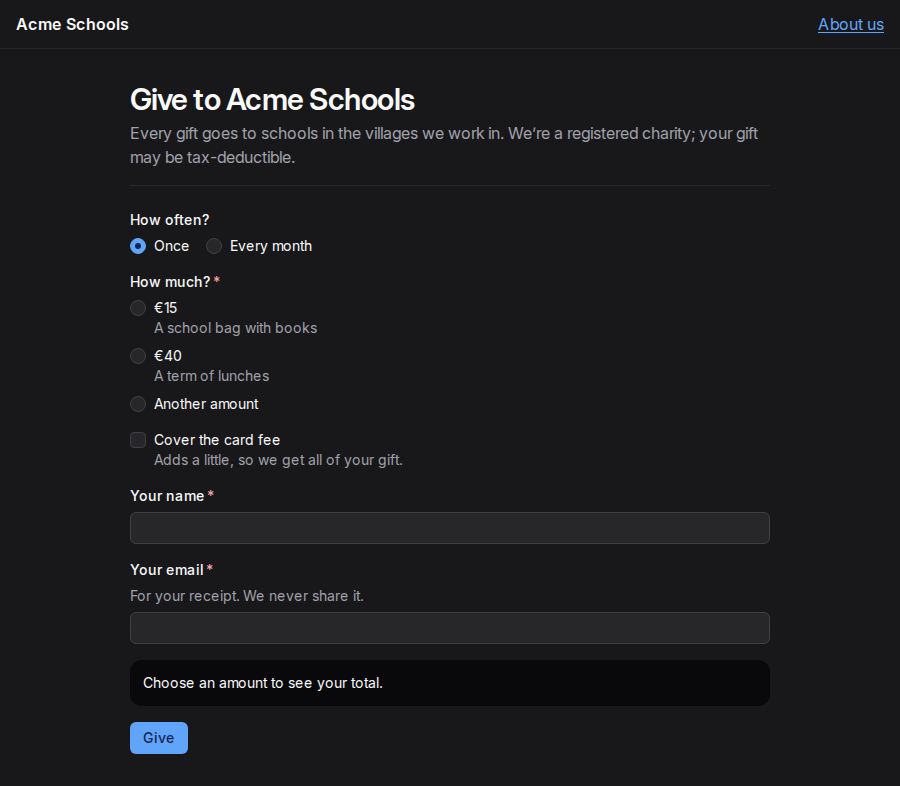 Acme Schools
About us
Give to Acme Schools
Every gift goes to schools in the villages we work in. We’re a registered charity; your gift
may be tax-deductible.
How often?
Once
Every month
How much? *
€15
A school bag with books
€40
A term of lunches
Another amount
Cover the card fee
Adds a little, so we get all of your gift.
Your name *
Your email *
For your receipt. We never share it.
Choose an amount to see your total.
Give